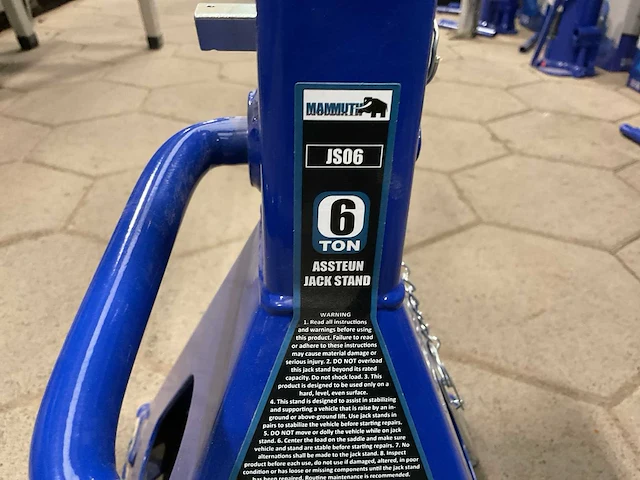 MAMMUTH
JS06
6
TON
ASSTEUN
JACK STAND
WARNING
1. Read all instructions
and warnings before using
this product. Failure to read
or adhere to these instructions
may cause material damage or
serious injury. 2. DO NOT overload
this jack stand beyond its rated
capacity. Do not shock load. 3. This
product is designed to be used only on a
hard, level, even surface.
4. This stand is designed to assist in stabilizing
and supporting a vehicle that is raise by an in-
ground or above-ground lift. Use jack stands in
pairs to stabilize the vehicle before starting repairs.
5. DO NOT move or dolly the vehicle while on jack
stand. 6. Center the load on the saddle and make sure
vehicle and stand are stable before starting repairs. 7. No
alternations shall be made to the jack stand. 8. Inspect
product before each use, do not use if damaged, altered, in poor
condition or has loose or missing components until the jack stand
has been repaired. Routine maintenance is recommended.